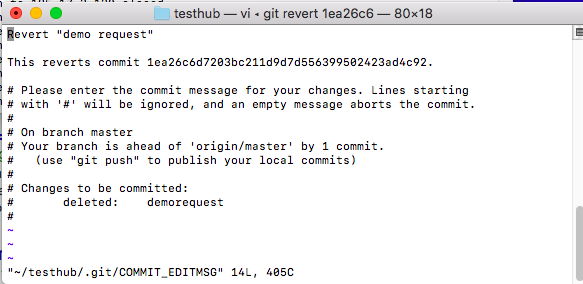 testhub — vi ◂ git revert 1ea26c6 — 80×18
Revert "demo request"
This reverts commit 1ea26c6d7203bc211d9d7d556399502423ad4c92.
# Please enter the commit message for your changes. Lines starting
# with '#' will be ignored, and an empty message aborts the commit.
#
# On branch master
# Your branch is ahead of 'origin/master' by 1 commit.
#   (use "git push" to publish your local commits)
#
# Changes to be committed:
#       deleted:    demorequest
#
~
~
~
"~/testhub/.git/COMMIT_EDITMSG" 14L, 405C